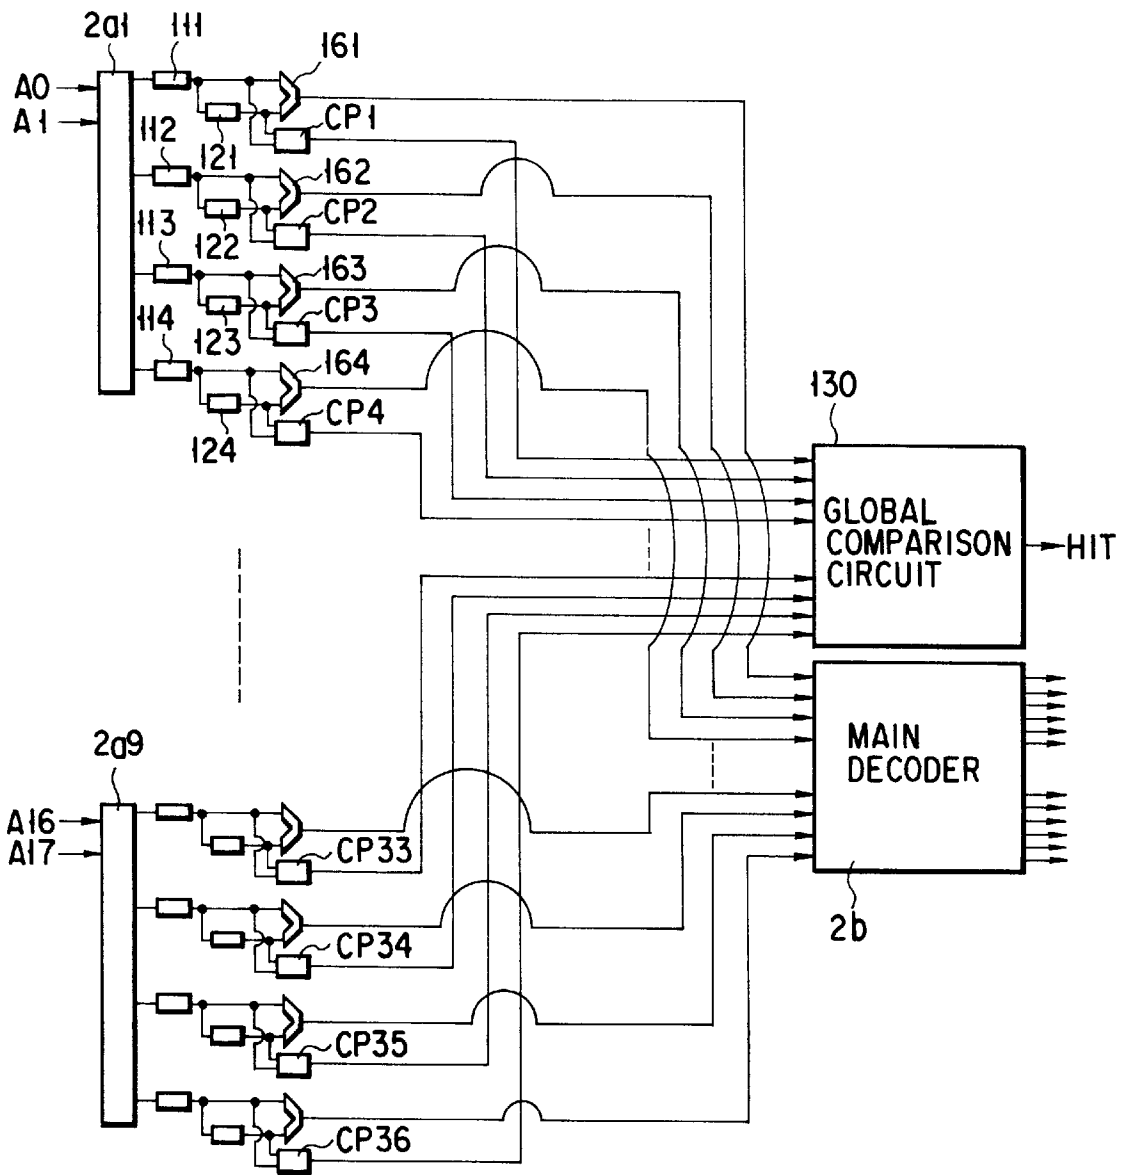 2a1
111
161
A0
A1
CP1
112
121
162
CP2
113
122
163
CP3
114
123
164
CP4
124
130
GLOBAL
COMPARISON
CIRCUIT
HIT
2a9
MAIN
DECODER
A16
A17
CP33
2b
CP34
CP35
CP36